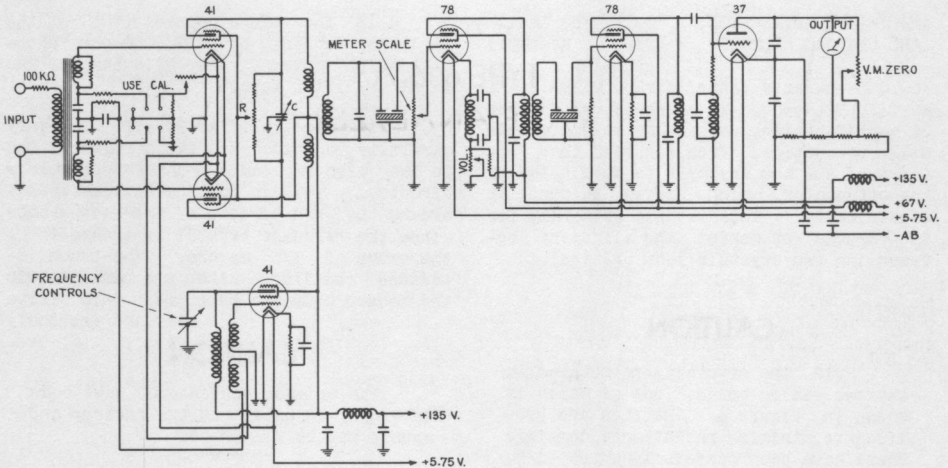 41
78
78
37
OUTPUT
METER SCALE
100 KΩ
USE CAL.
V.M.ZERO
R
C
INPUT
VOL.
+135 V.
+67 V.
+5.75 V.
-AB
41
41
FREQUENCY
CONTROLS
+135 V.
+5.75 V.